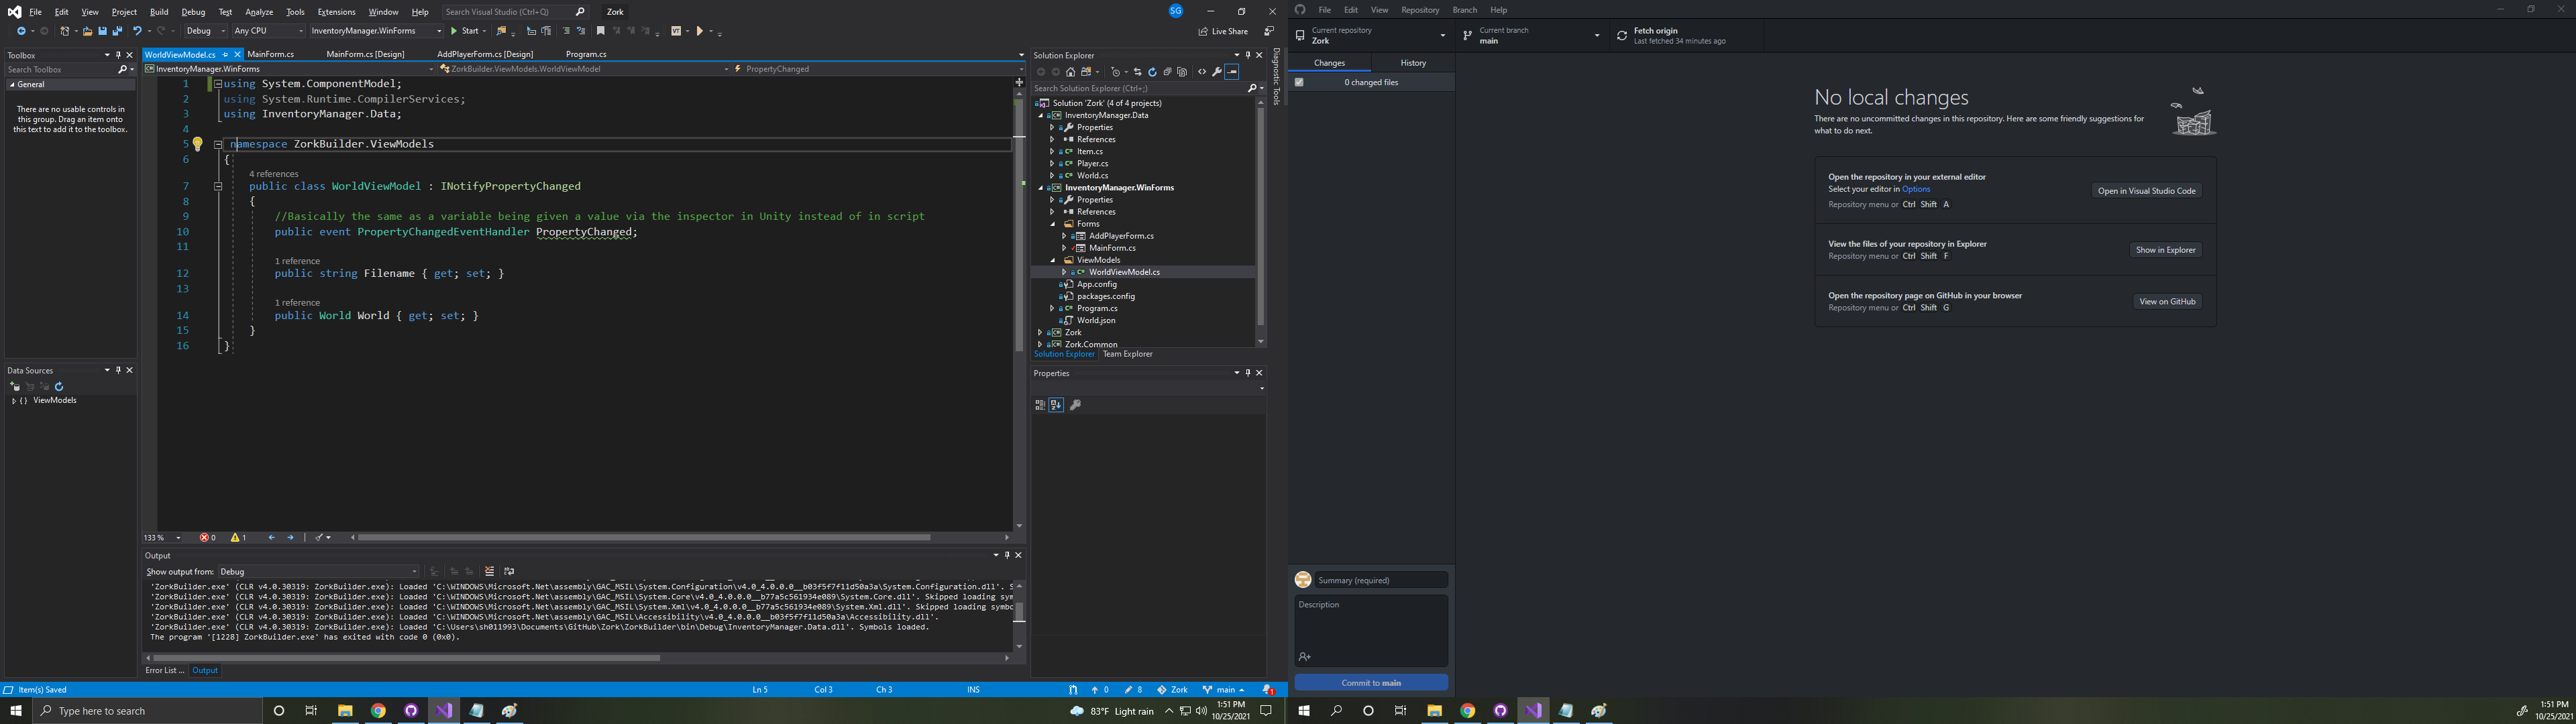 File Edit View Project Build Debug Test Analyze Tools Extensions Window Help Search Visual Studio (Ctrl+Q) Zork SG
Debug Any CPU InventoryManager.WinForms Start Live Share
Toolbox
Search Toolbox
General
There are no usable controls in
this group. Drag an item onto
this text to add it to the toolbox.
Data Sources
ViewModels
WorldViewModel.cs MainForm.cs MainForm.cs [Design] AddPlayerForm.cs [Design] Program.cs
InventoryManager.WinForms ZorkBuilder.ViewModels.WorldViewModel PropertyChanged
1 using System.ComponentModel;
2 using System.Runtime.CompilerServices;
3 using InventoryManager.Data;
4
5 namespace ZorkBuilder.ViewModels
6 {
4 references
7 public class WorldViewModel : INotifyPropertyChanged
8 {
9 //Basically the same as a variable being given a value via the inspector in Unity instead of in script
10 public event PropertyChangedEventHandler PropertyChanged;
11
1 reference
12 public string Filename { get; set; }
13
1 reference
14 public World World { get; set; }
15 }
16 }
133 % 0 1
Output
Show output from: Debug
'ZorkBuilder.exe' (CLR v4.0.30319: ZorkBuilder.exe): Loaded 'C:\WINDOWS\Microsoft.Net\assembly\GAC_MSIL\System.Configuration\v4.0_4.0.0.0__b03f5f7f11d50a3a\System.Configuration.dll'. S
'ZorkBuilder.exe' (CLR v4.0.30319: ZorkBuilder.exe): Loaded 'C:\WINDOWS\Microsoft.Net\assembly\GAC_MSIL\System.Core\v4.0_4.0.0.0__b77a5c561934e089\System.Core.dll'. Skipped loading sym
'ZorkBuilder.exe' (CLR v4.0.30319: ZorkBuilder.exe): Loaded 'C:\WINDOWS\Microsoft.Net\assembly\GAC_MSIL\System.Xml\v4.0_4.0.0.0__b77a5c561934e089\System.Xml.dll'. Skipped loading symbo
'ZorkBuilder.exe' (CLR v4.0.30319: ZorkBuilder.exe): Loaded 'C:\WINDOWS\Microsoft.Net\assembly\GAC_MSIL\Accessibility\v4.0_4.0.0.0__b03f5f7f11d50a3a\Accessibility.dll'.
'ZorkBuilder.exe' (CLR v4.0.30319: ZorkBuilder.exe): Loaded 'C:\Users\sh011993\Documents\GitHub\Zork\ZorkBuilder\bin\Debug\InventoryManager.Data.dll'. Symbols loaded.
The program '[1228] ZorkBuilder.exe' has exited with code 0 (0x0).
Error List ... Output
Solution Explorer
Search Solution Explorer (Ctrl+;)
Solution 'Zork' (4 of 4 projects)
InventoryManager.Data
Properties
References
Item.cs
Player.cs
World.cs
InventoryManager.WinForms
Properties
References
Forms
AddPlayerForm.cs
MainForm.cs
ViewModels
WorldViewModel.cs
App.config
packages.config
Program.cs
World.json
Zork
Zork.Common
Solution Explorer Team Explorer
Properties
Diagnostic Tools
Item(s) Saved Ln 5 Col 3 Ch 3 INS 0 8 Zork main 1
Type here to search 83°F Light rain 1:51 PM
10/25/2021
File Edit View Repository Branch Help
Current repository
Zork
Current branch
main
Fetch origin
Last fetched 34 minutes ago
Changes History
0 changed files
No local changes
There are no uncommitted changes in this repository. Here are some friendly suggestions for
what to do next.
Open the repository in your external editor
Select your editor in Options
Repository menu or Ctrl Shift A
Open in Visual Studio Code
View the files of your repository in Explorer
Repository menu or Ctrl Shift F
Show in Explorer
Open the repository page on GitHub in your browser
Repository menu or Ctrl Shift G
View on GitHub
Summary (required)
Description
Commit to main
1:51 PM
10/25/2021